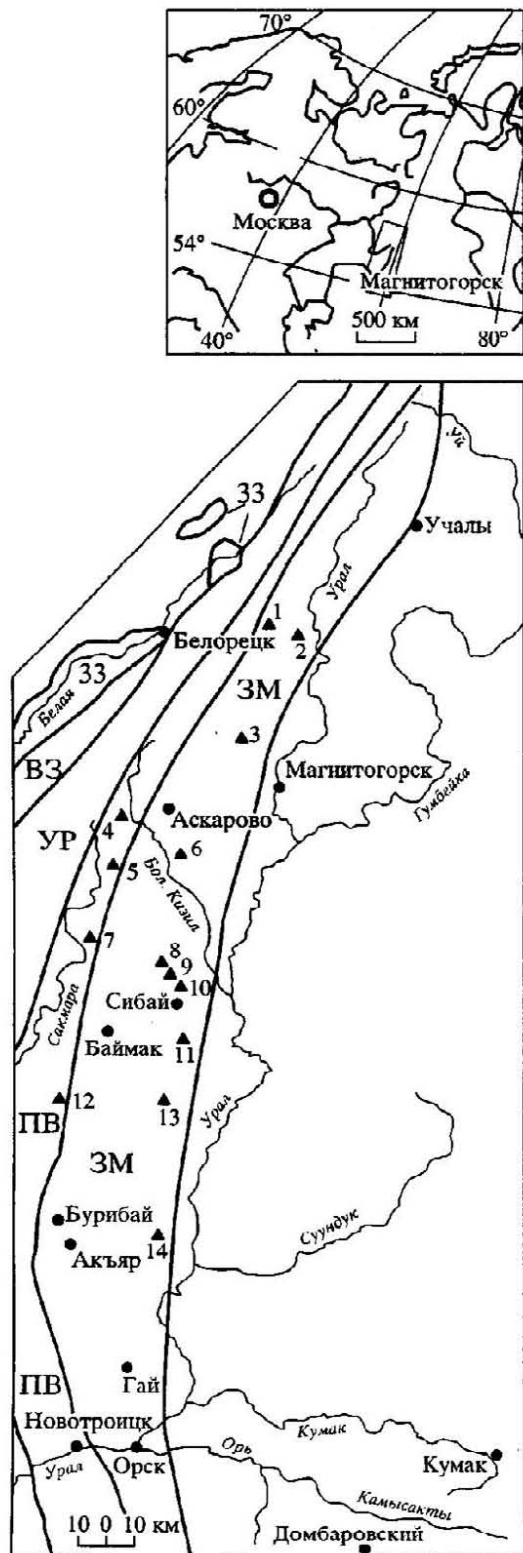 70°
60°
Москва
54°
Магнитогорск
500 км
40°
80°
Уй
33
Учалы
Урал
1
Белорецк
2
33
Белая
ЗМ
3
ВЗ
Магнитогорск
Гумбейка
Аскарово
4
УР
6
5
Бол. Кизил
7
8
9
10
Сибай
Сакмара
Баймак
11
12
13
Урал
ПВ
ЗМ
Бурибай
14
Суундук
Акъяр
ПВ
Гай
Новотроицк
Кумак
Урал
Орск
Орь
Кумак
Камысакты
10 0 10 км
Домбаровский